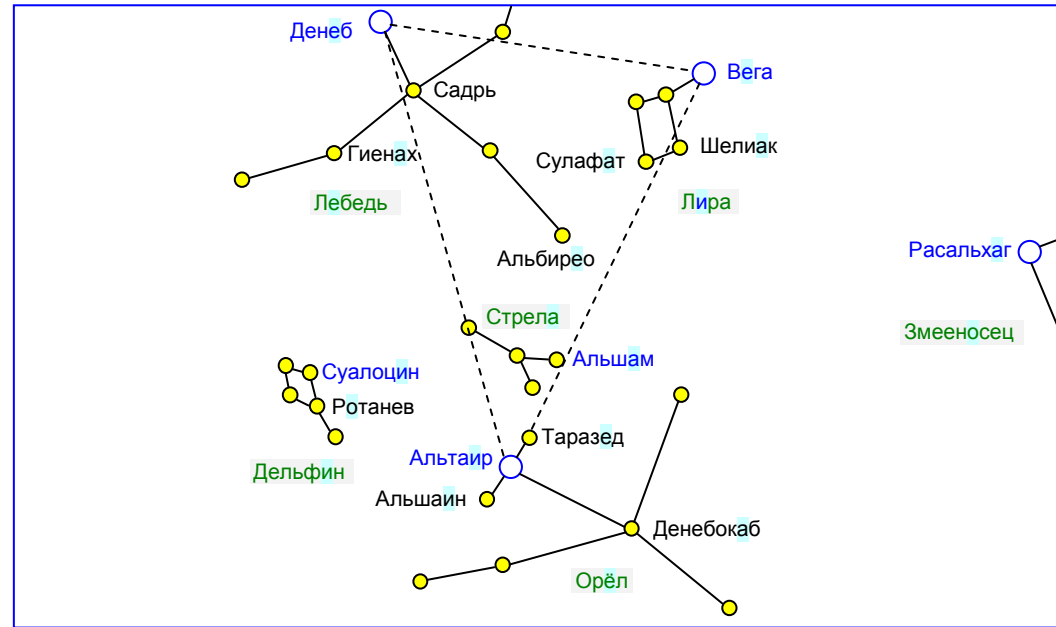 Денеб
Вега
Садрь
Гиенах
Шелиак
Сулафат
Лебедь
Лира
Альбирео
Расальхаг
Стрела
Змееносец
Альшам
Суалоцин
Ротанев
Таразед
Альтаир
Дельфин
Альшаин
Денебокаб
Орёл